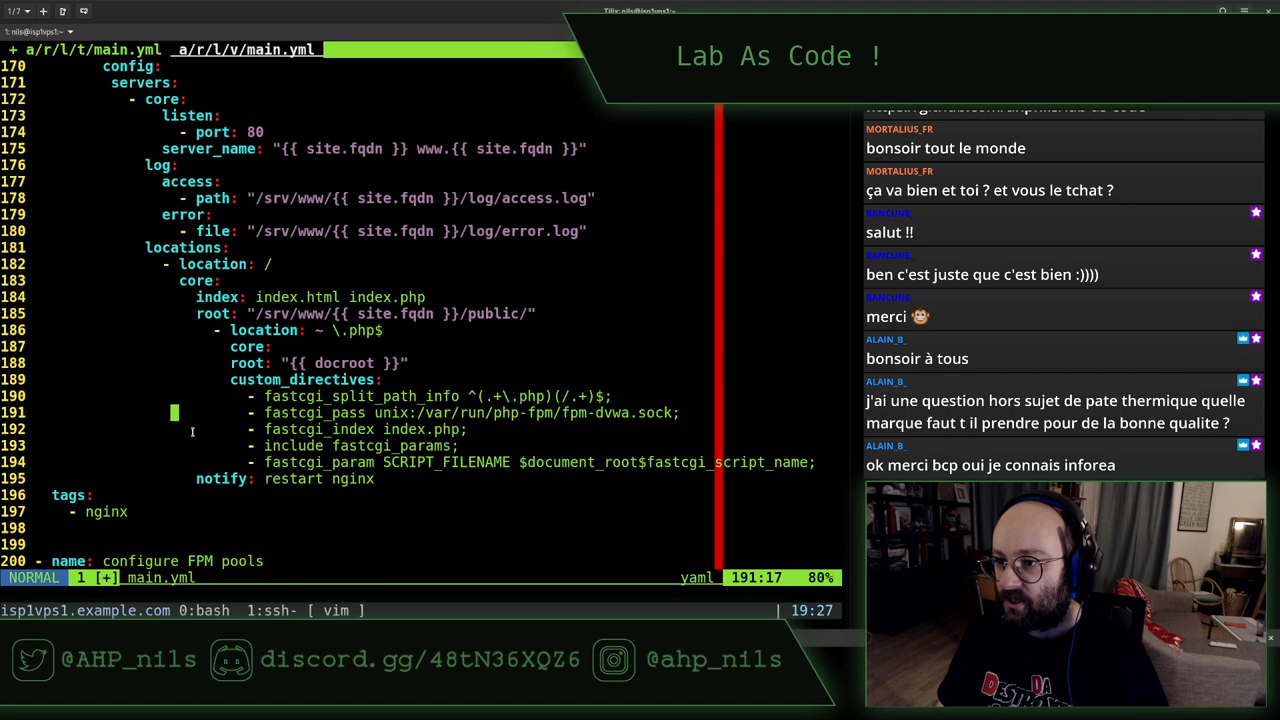 1/7
Tilix: nils@isp1vps1:~
1: nils@isp1vps1:~
+ a/r/l/t/main.yml a/r/l/v/main.yml
170 config:
171 servers:
172 - core:
173 listen:
174 - port: 80
175 server_name: "{{ site.fqdn }} www.{{ site.fqdn }}"
176 log:
177 access:
178 - path: "/srv/www/{{ site.fqdn }}/log/access.log"
179 error:
180 - file: "/srv/www/{{ site.fqdn }}/log/error.log"
181 locations:
182 - location: /
183 core:
184 index: index.html index.php
185 root: "/srv/www/{{ site.fqdn }}/public/"
186 - location: ~ \.php$
187 core:
188 root: "{{ docroot }}"
189 custom_directives:
190 - fastcgi_split_path_info ^(.+\.php)(/.+)$;
191 - fastcgi_pass unix:/var/run/php-fpm/fpm-dvwa.sock;
192 - fastcgi_index index.php;
193 - include fastcgi_params;
194 - fastcgi_param SCRIPT_FILENAME $document_root$fastcgi_script_name;
195 notify: restart nginx
196 tags:
197 - nginx
198
199
200 - name: configure FPM pools
NORMAL 1 [+] main.yml yaml 191:17 80%
isp1vps1.example.com 0:bash 1:ssh- [ vim ] | 19:27
Lab As Code !
MORTALIUS_FR
bonsoir tout le monde
MORTALIUS_FR
ça va bien et toi ? et vous le tchat ?
RANCUNE_
salut !!
RANCUNE_
ben c'est juste que c'est bien :))))
RANCUNE_
merci 🐵
ALAIN_B_
bonsoir à tous
ALAIN_B_
j'ai une question hors sujet de pate thermique quelle
marque faut t il prendre pour de la bonne qualite ?
ALAIN_B_
ok merci bcp oui je connais inforea
@AHP_nils discord.gg/48tN36XQZ6 @ahp_nils